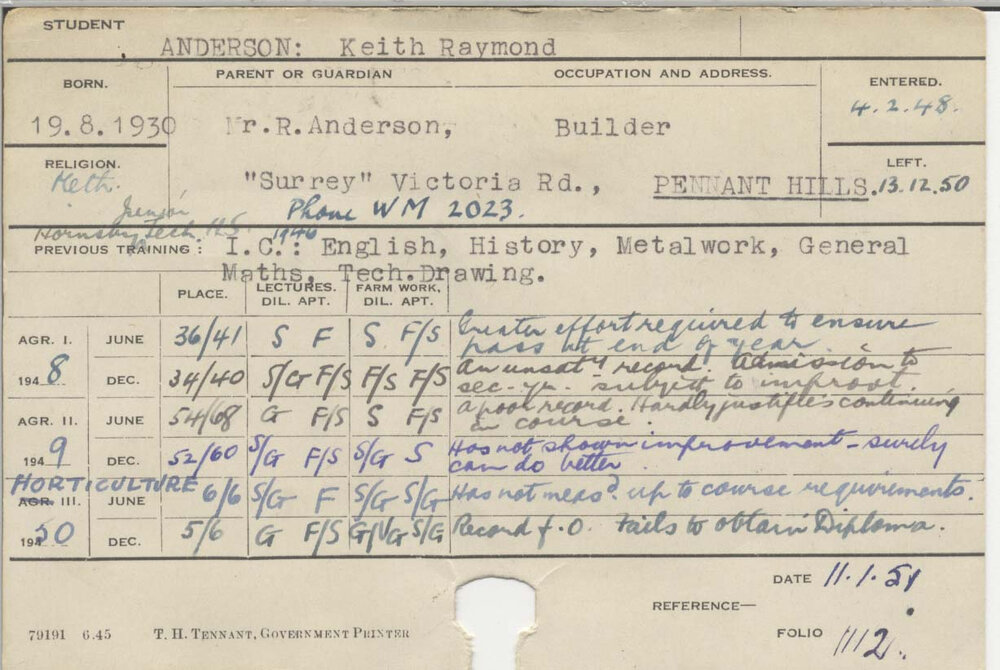 STUDENT
ANDERSON: Keith Raymond
BORN. PARENT OR GUARDIAN OCCUPATION AND ADDRESS. ENTERED.
4.2.48.
19.8.1930 Mr.R.Anderson, Builder
RELIGION. LEFT.
Meth. "Surrey" Victoria Rd., PENNANT HILLS. 13.12.50
Junior Phone WM 2023.
Hornsby Tech H.S. 1946
PREVIOUS TRAINING: I.C.: English, History, Metalwork, General
Maths, Tech.Drawing.
PLACE. LECTURES. FARM WORK.
DIL. APT. DIL. APT.
AGR. I. JUNE 36/41 S F S F/S Greater effort required to ensure
pass at end of year.
1948 DEC. 34/40 S/G F/S F/S F/S An unsaty record. Admission to
sec. yr. subject to improvt.
AGR. II. JUNE 54/68 G F/S S F/S A poor record. Hardly justifies continuing
in course.
1949 DEC. 52/60 S/G F/S S/G S Has not shown improvement - surely
can do better.
HORTICULTURE
AGR. III. JUNE 6/6 S/G F S/G S/G Has not measd. up to course requirements.
1950 DEC. 5/6 G F/S G/VG S/G Record f.o. Fails to obtain Diploma.
DATE 11.1.51
REFERENCE—
79191 6.45 T. H. TENNANT, GOVERNMENT PRINTER
FOLIO 1112.